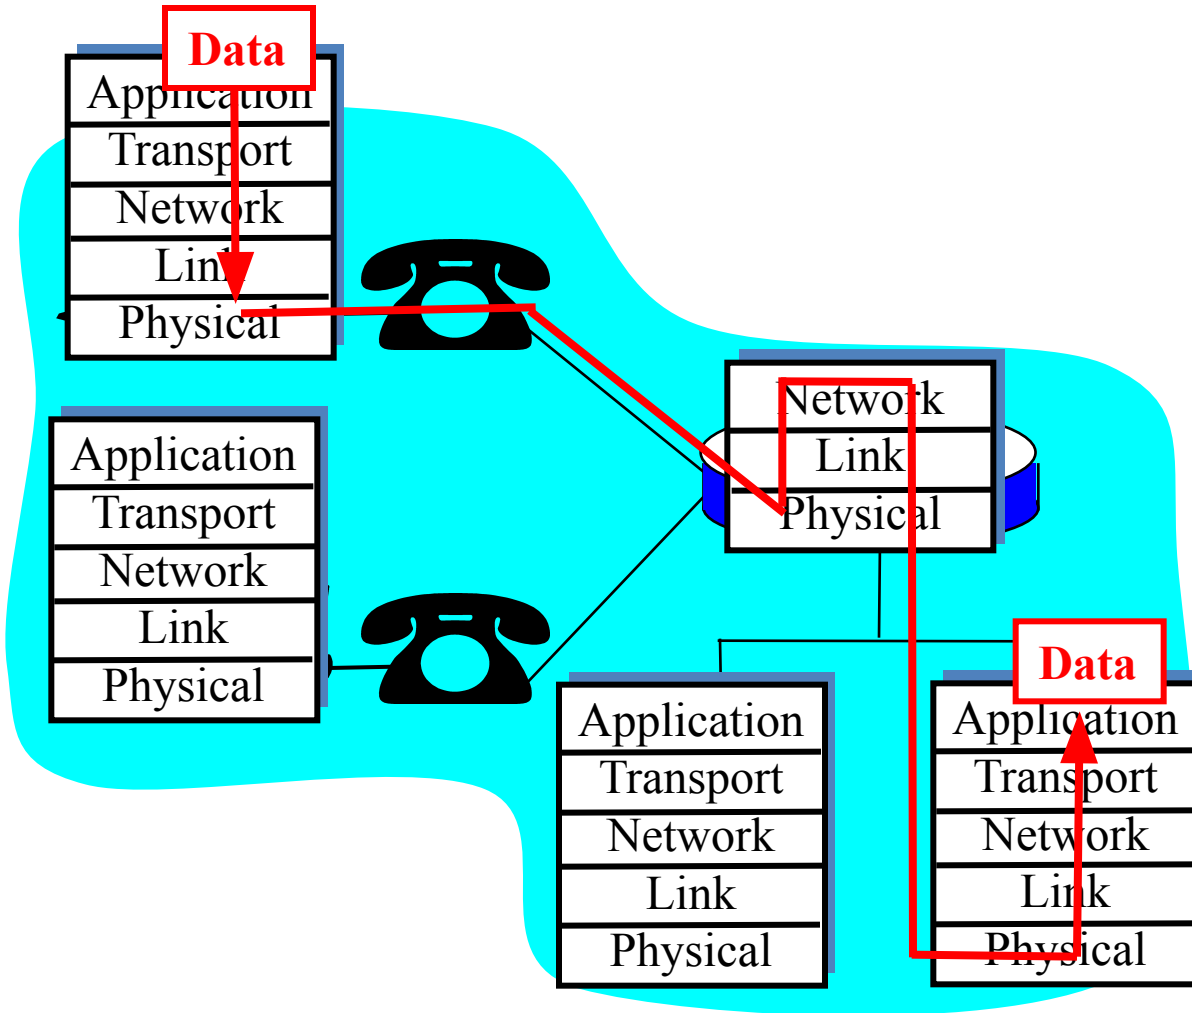 Data
Application
Transport
Network
Link
Physical
Application
Transport
Network
Link
Physical
Network
Link
Physical
Application
Transport
Network
Link
Physical
Data
Application
Transport
Network
Link
Physical